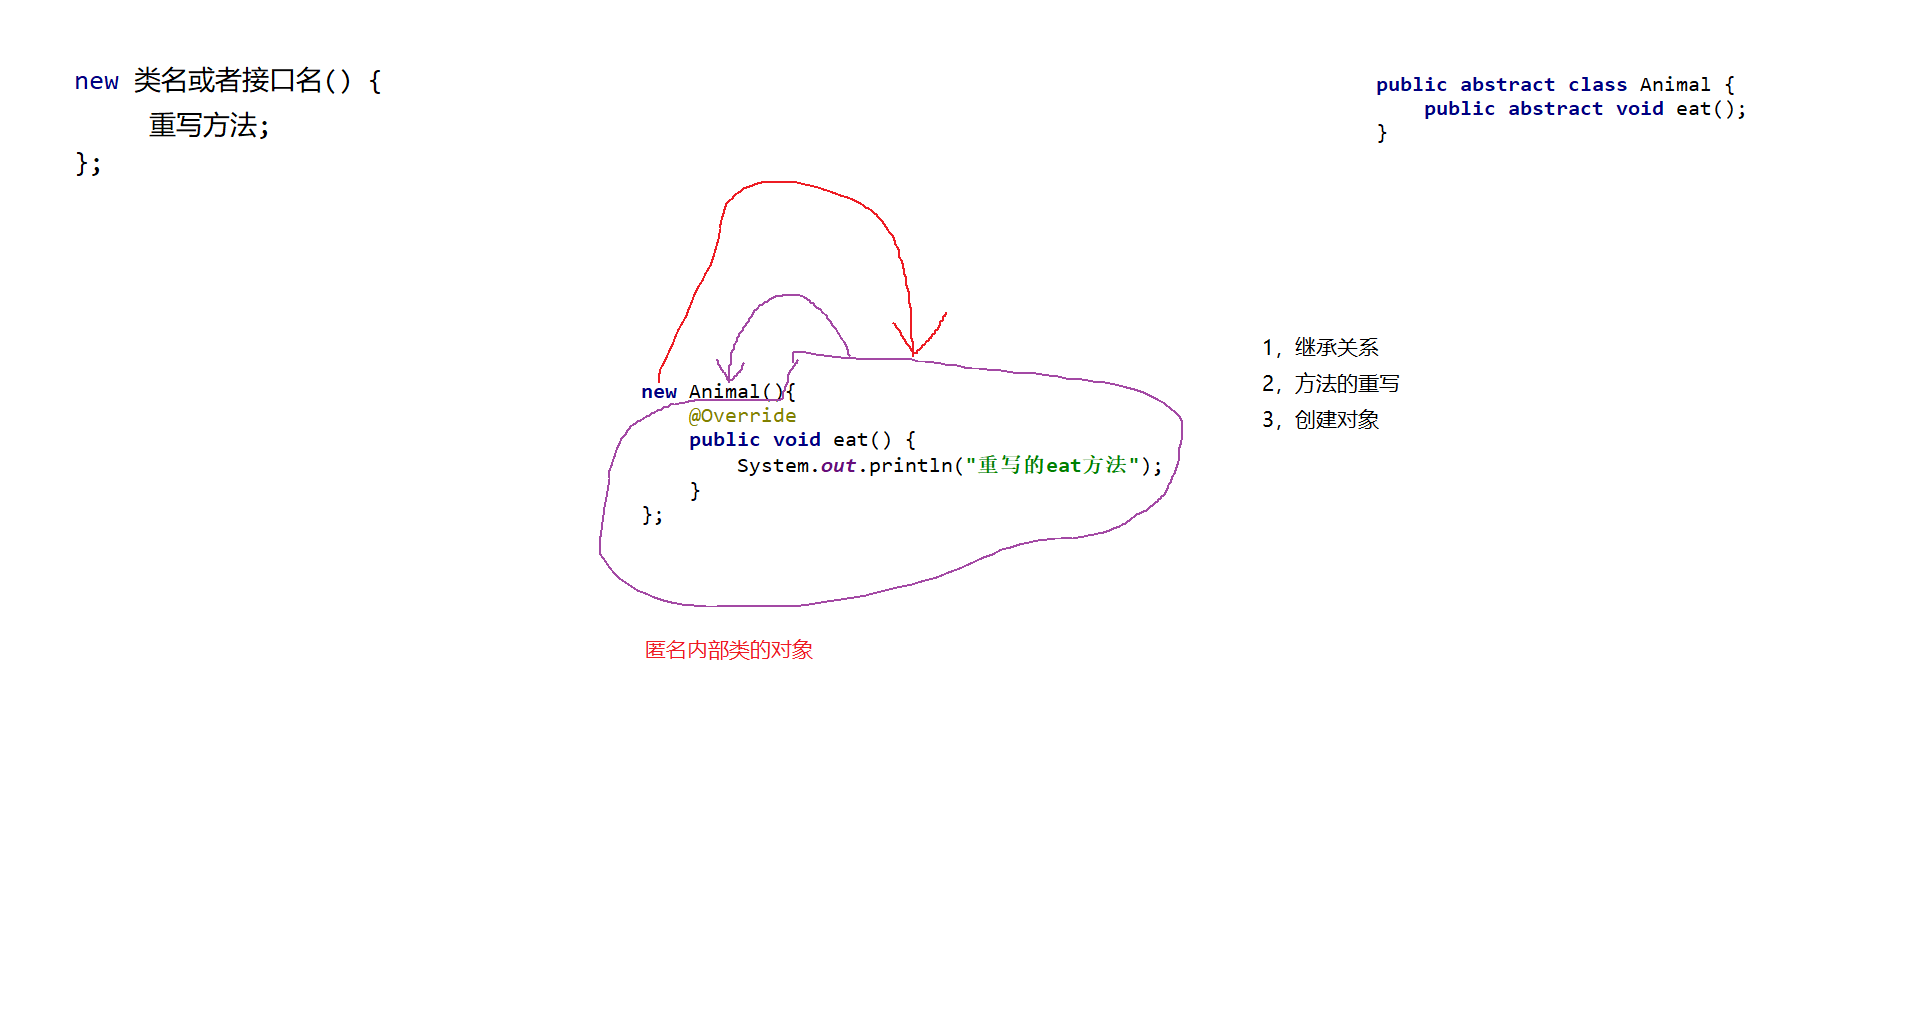 new 类名或者接口名() {
重写方法;
};
public abstract class Animal {
public abstract void eat();
}
new Animal(){
@Override
public void eat() {
System.out.println("重写的eat方法");
}
};
1，继承关系
2，方法的重写
3，创建对象
匿名内部类的对象